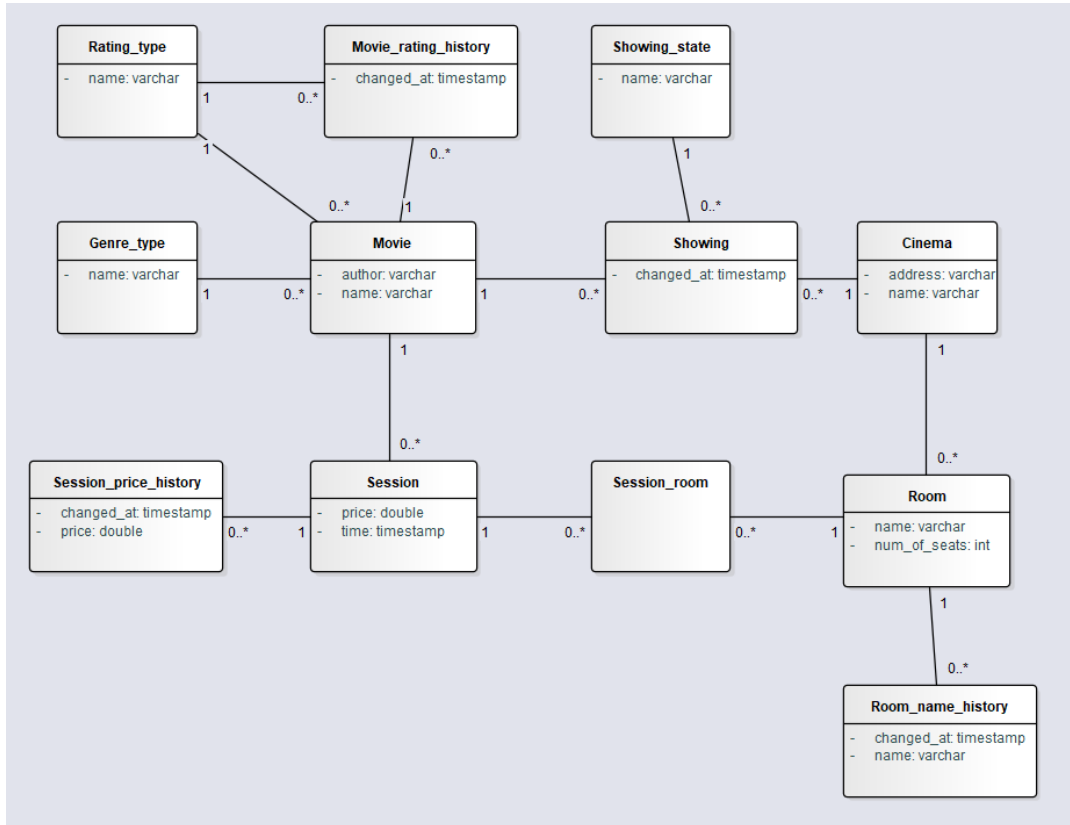 Rating_type
- name: varchar
Movie_rating_history
- changed_at: timestamp
Showing_state
- name: varchar
1
0..*
1
0..*
1
0..*
1
0..*
1
0..*
Genre_type
- name: varchar
Movie
- author: varchar
- name: varchar
Showing
- changed_at: timestamp
Cinema
- address: varchar
- name: varchar
1
0..*
1
0..*
0..*
1
1
0..*
1
0..*
Session_price_history
- changed_at: timestamp
- price: double
Session
- price: double
- time: timestamp
Session_room
Room
- name: varchar
- num_of_seats: int
0..*
1
1
0..*
0..*
1
1
0..*
Room_name_history
- changed_at: timestamp
- name: varchar